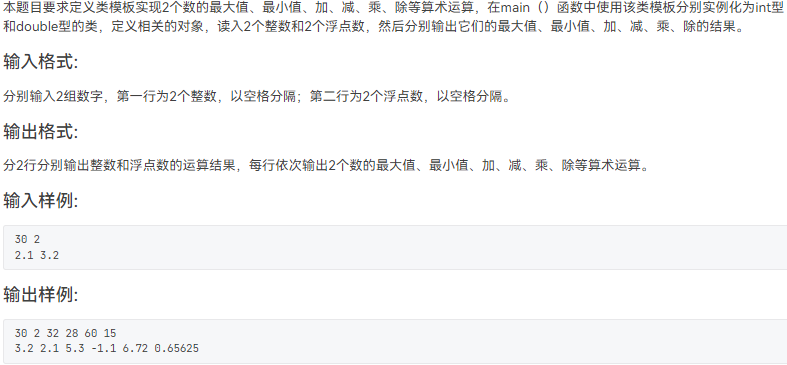 本题目要求定义类模板实现2个数的最大值、最小值、加、减、乘、除等算术运算，在main（）函数中使用该类模板分别实例化为int型
和double型的类，定义相关的对象，读入2个整数和2个浮点数，然后分别输出它们的最大值、最小值、加、减、乘、除的结果。
输入格式:
分别输入2组数字，第一行为2个整数，以空格分隔；第二行为2个浮点数，以空格分隔。
输出格式:
分2行分别输出整数和浮点数的运算结果，每行依次输出2个数的最大值、最小值、加、减、乘、除等算术运算。
输入样例:
30 2
2.1 3.2
输出样例:
30 2 32 28 60 15
3.2 2.1 5.3 -1.1 6.72 0.65625